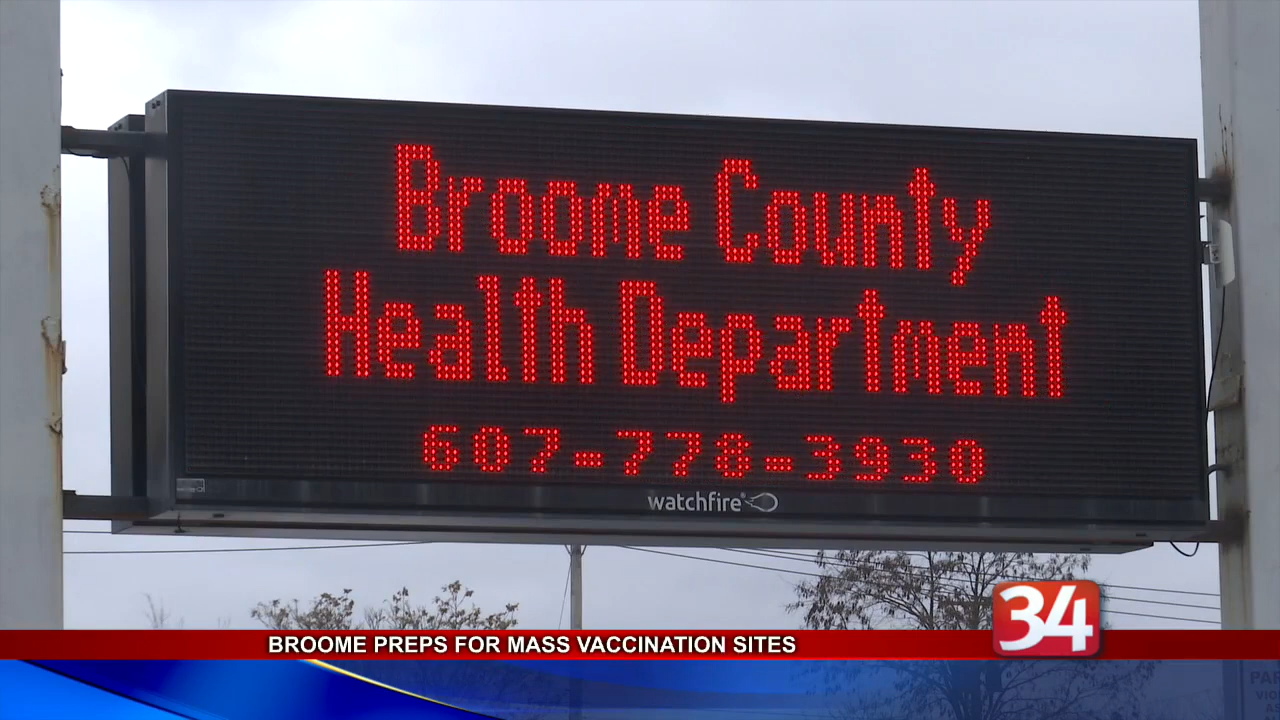 Broome County
Health Department
607-778-3930
watchfire
BROOME PREPS FOR MASS VACCINATION SITES
34